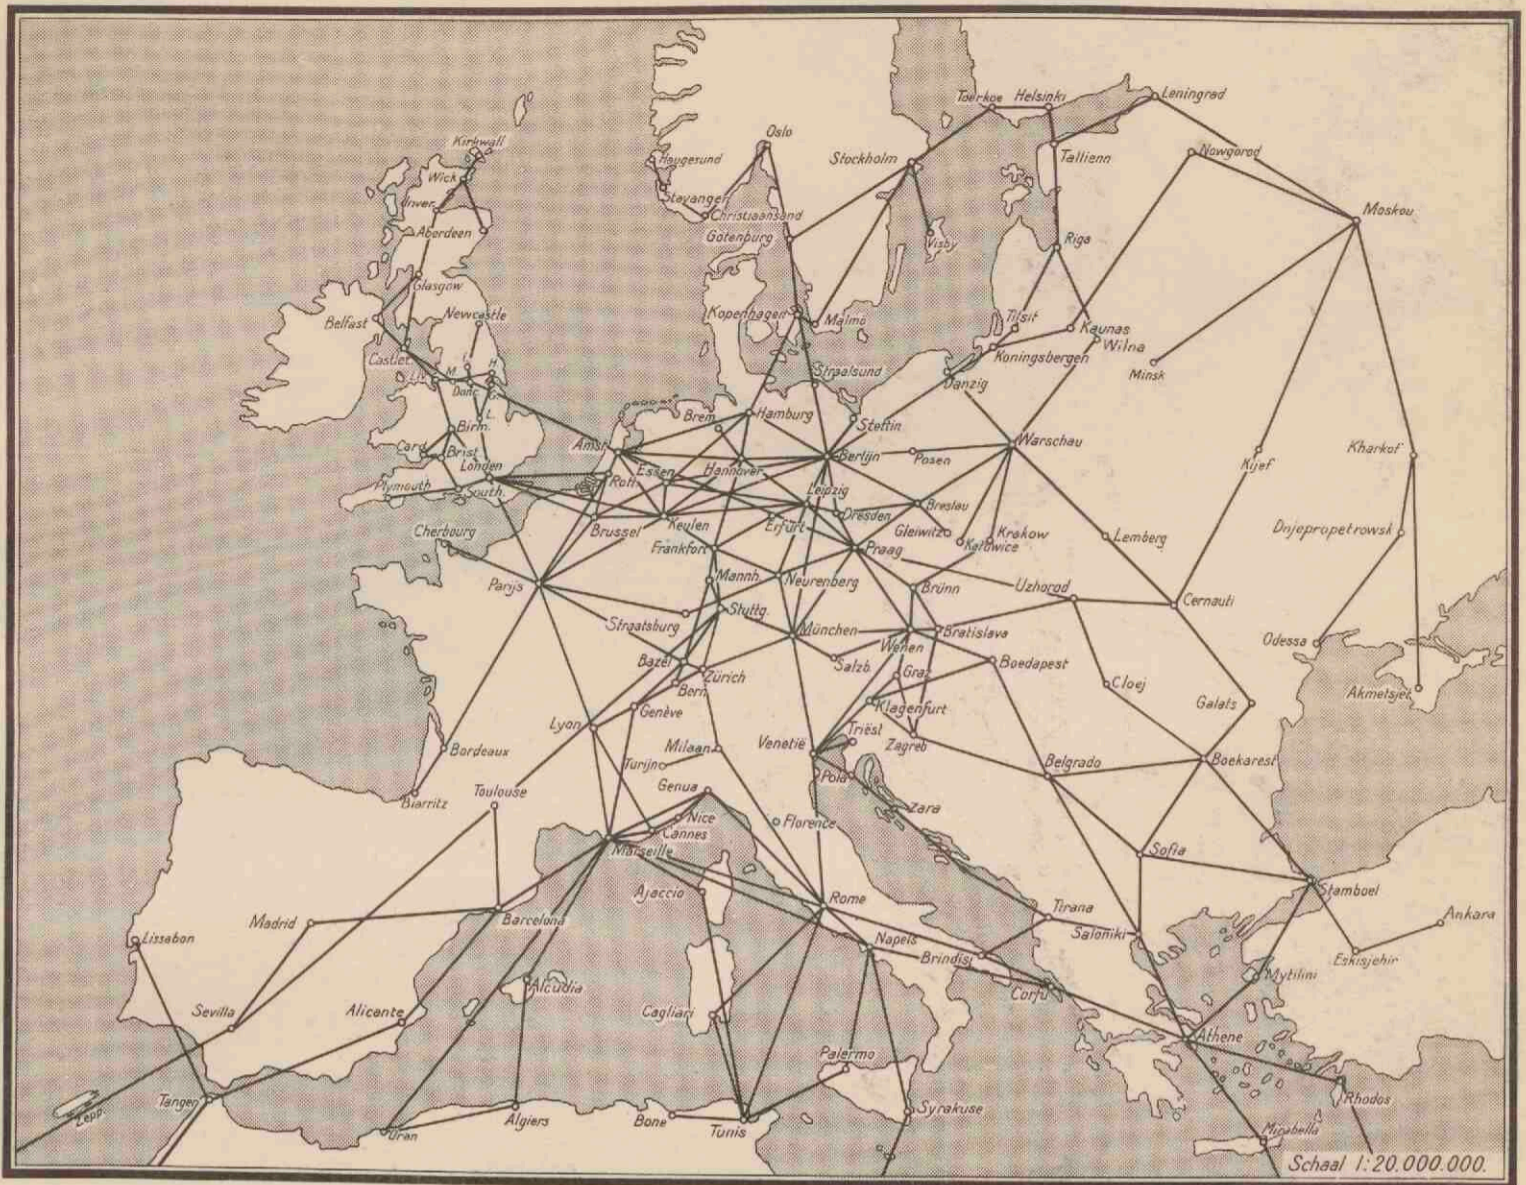 Kirkwall
Wick
Inver.
Aberdeen
Glasgow
Belfast
Newcastle
Castlet.
Liv.
M.
Donc.
H.
G.
L.
Birm.
Card.
Brist.
Londen
Plymouth
South.
Cherbourg
Haugesund
Stavanger
Christiaansand
Oslo
Gotenburg
Stockholm
Visby
Toerkoe
Helsinki
Leningrad
Tallienn
Nowgorod
Moskou
Riga
Kopenhagen
Malmö
Tilsit
Kaunas
Wilna
Koningsbergen
Minsk
Danzig
Straalsund
Stettin
Hamburg
Brem.
Amst.
Rott.
Essen
Hannover
Berlijn
Posen
Warschau
Kijef
Kharkof
Leipzig
Dresden
Breslau
Gleiwitz
Katowice
Krakow
Lemberg
Dnjepropetrowsk
Brussel
Keulen
Erfurt
Frankfort
Praag
Parijs
Mannh.
Neurenberg
Brünn
Uzhorod
Cernauti
Straatsburg
Stuttg.
München
Weenen
Bratislava
Odessa
Bazel
Zürich
Salzb.
Graz
Boedapest
Cloej
Akmetsjet
Bern
Genève
Klagenfurt
Galats
Lyon
Milaan
Turijn
Venetië
Triëst
Zagreb
Belgrado
Boekarest
Bordeaux
Biarritz
Toulouse
Genua
Pola
Zara
Nice
Cannes
Florence
Marseille
Sofia
Ajaccio
Rome
Tirana
Stamboel
Ankara
Madrid
Barcelona
Lissabon
Napels
Brindisi
Saloniki
Eskisjehir
Alcudia
Corfu
Mytilini
Sevilla
Alicante
Cagliari
Athene
Palermo
Rhodos
Zepp.
Tanger
Oran
Algiers
Bone
Tunis
Syrakuse
Mirabella
Schaal 1:20.000.000.